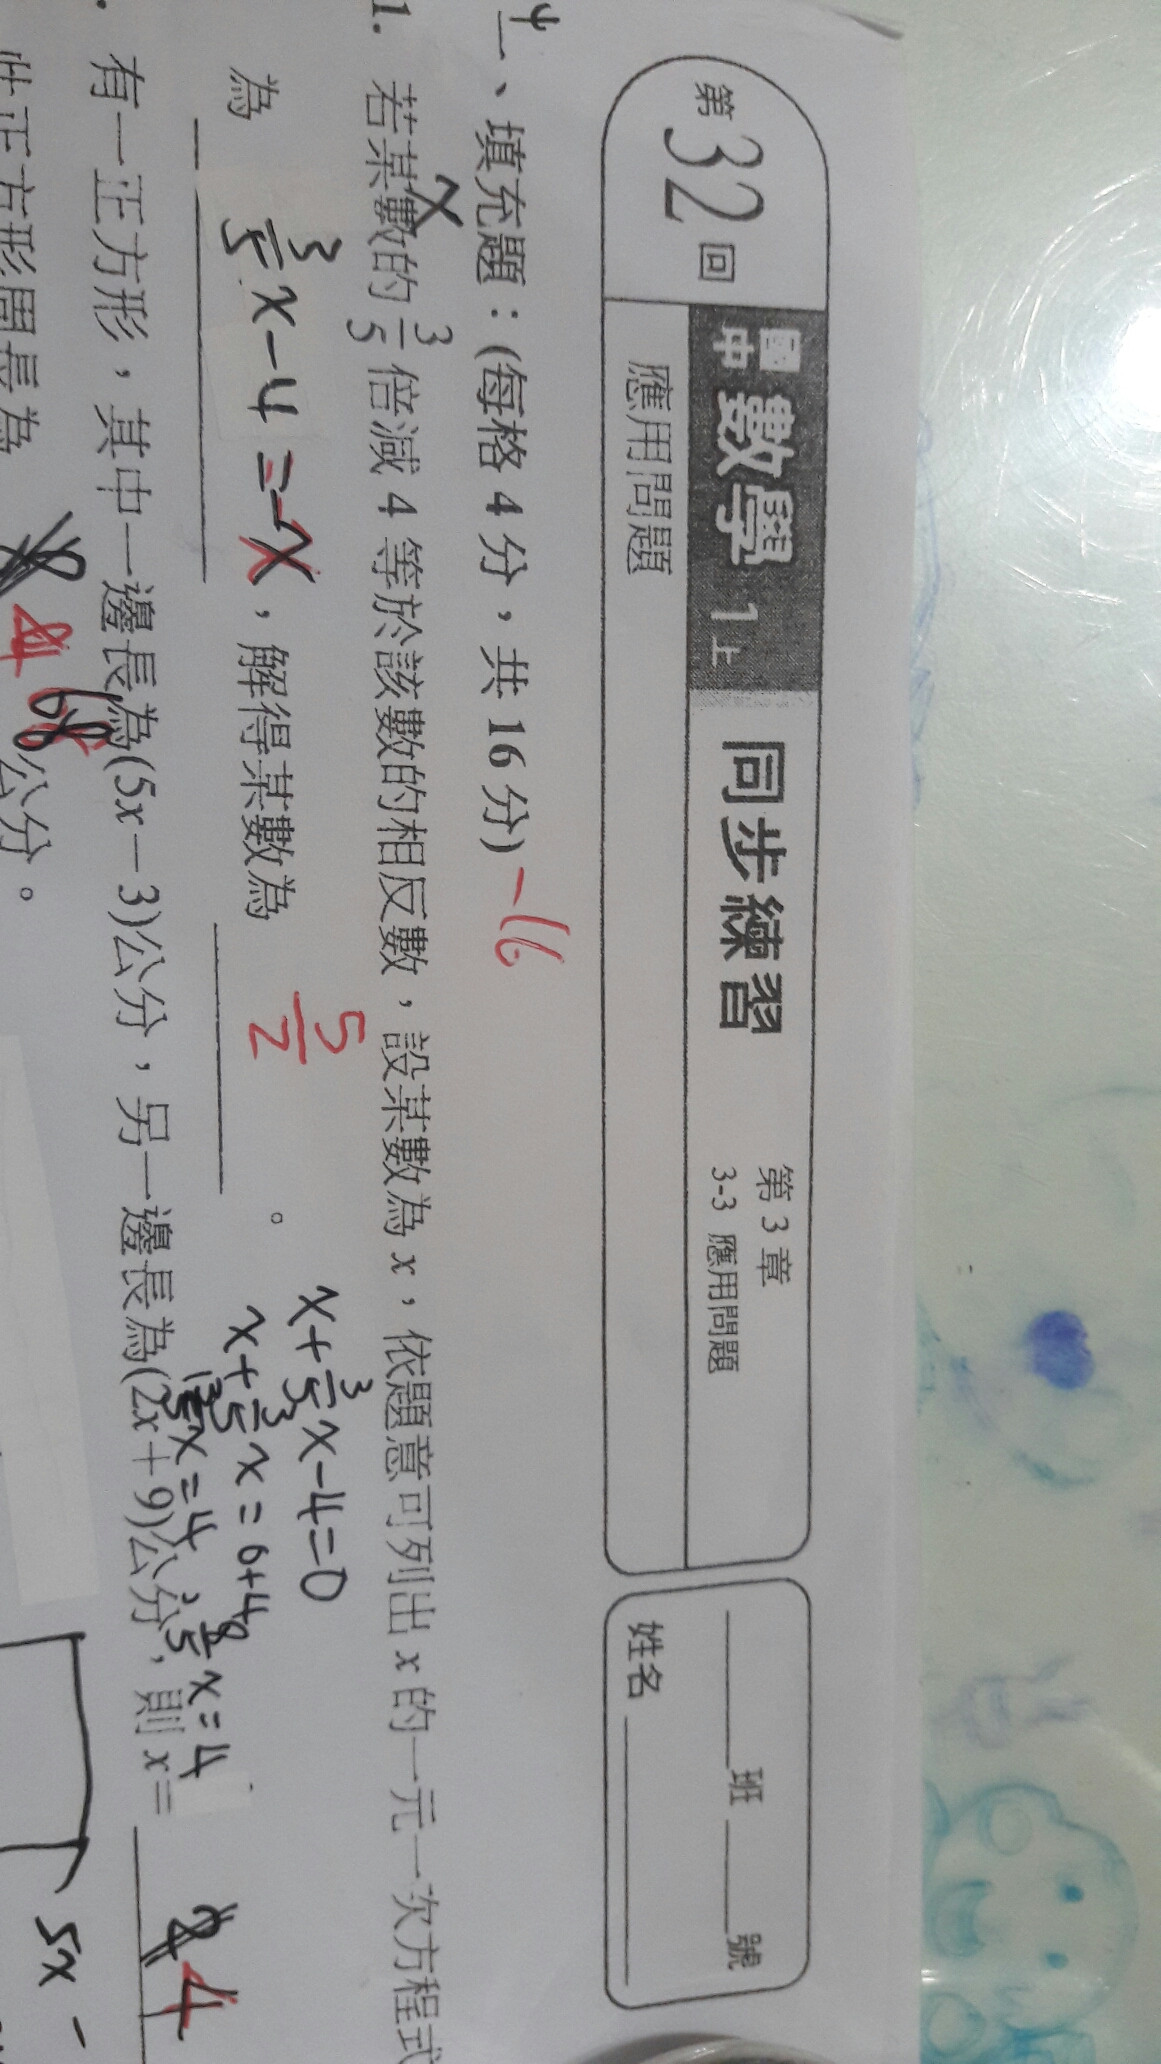 第32回
國中 數學 1上 同步練習
第3章
3-3 應用問題
應用問題
班 號
姓名
一、填充題：(每格4分，共16分) -16
1. 若某數的3/5倍減4等於該數的相反數，設某數為x，依題意可列出x的一元一次方程式
為 3/5x-4=-x，解得某數為 5/2。
x+3/5x-4=0
x+3/5x=0+4
8/5x=4
有一正方形，其中一邊長為(5x－3)公分，另一邊長為(2x＋9)公分，則x= 4
正方形周長為 68 公分。
5x-